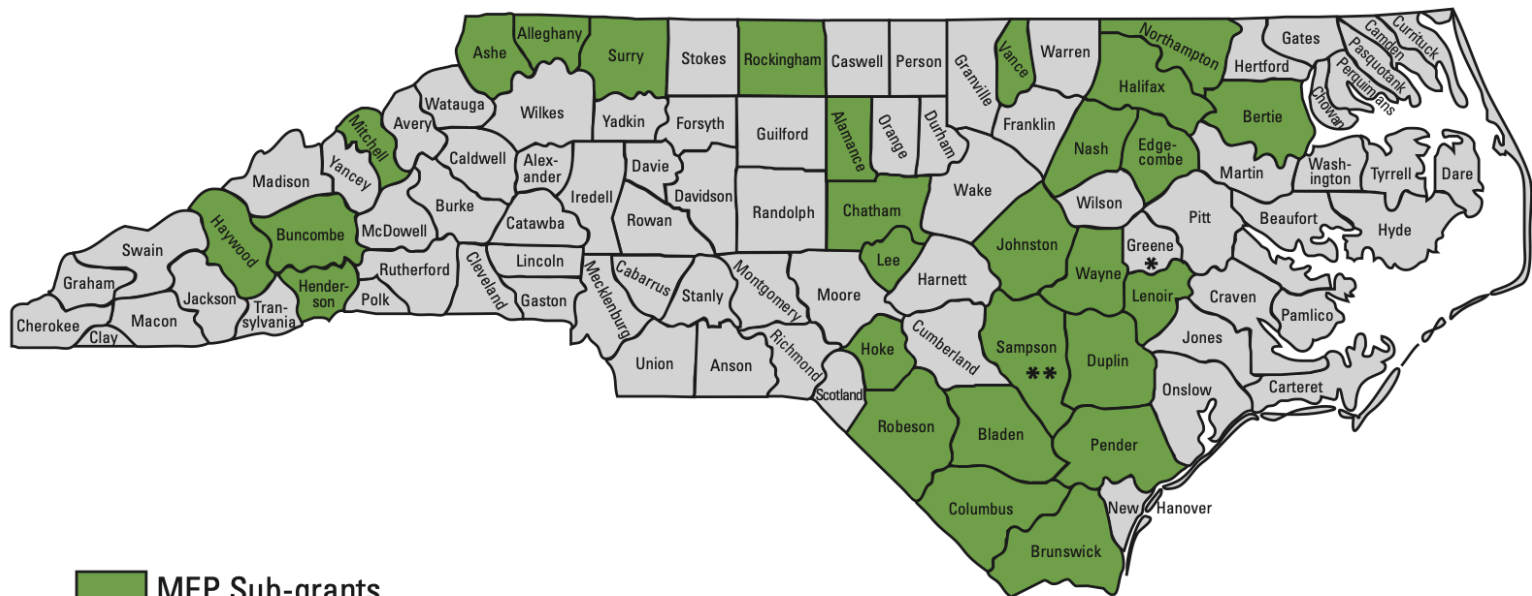 Ashe
Alleghany
Surry
Stokes
Rockingham
Caswell
Person
Granville
Vance
Warren
Northampton
Hertford
Gates
Camden
Currituck
Pasquotank
Perquimans
Chowan
Halifax
Bertie
Watauga
Wilkes
Yadkin
Forsyth
Guilford
Alamance
Orange
Durham
Franklin
Nash
Edge-
combe
Martin
Wash-
ington
Tyrrell
Dare
Mitchell
Avery
Caldwell
Alex-
ander
Iredell
Davie
Davidson
Randolph
Chatham
Wake
Wilson
Pitt
Beaufort
Hyde
Madison
Yancey
Burke
McDowell
Catawba
Rowan
Swain
Haywood
Buncombe
Rutherford
Cleveland
Lincoln
Gaston
Mecklenburg
Cabarrus
Stanly
Montgomery
Moore
Lee
Harnett
Johnston
Wayne
Greene
*
Lenoir
Craven
Pamlico
Graham
Jackson
Hender-
son
Polk
Cherokee
Clay
Macon
Tran-
sylvania
Union
Anson
Richmond
Scotland
Hoke
Cumberland
Sampson
**
Duplin
Jones
Onslow
Carteret
Robeson
Bladen
Pender
Columbus
Brunswick
New Hanover
MEP Sub-grants